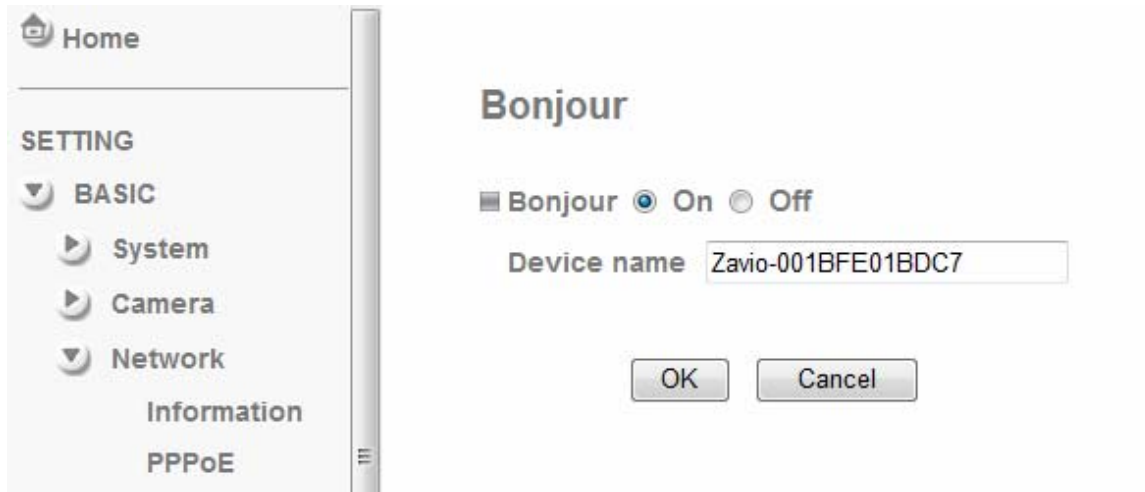 Home
SETTING
BASIC
System
Camera
Network
Information
PPPoE
Bonjour
Bonjour On Off
Device name Zavio-001BFE01BDC7
OK Cancel